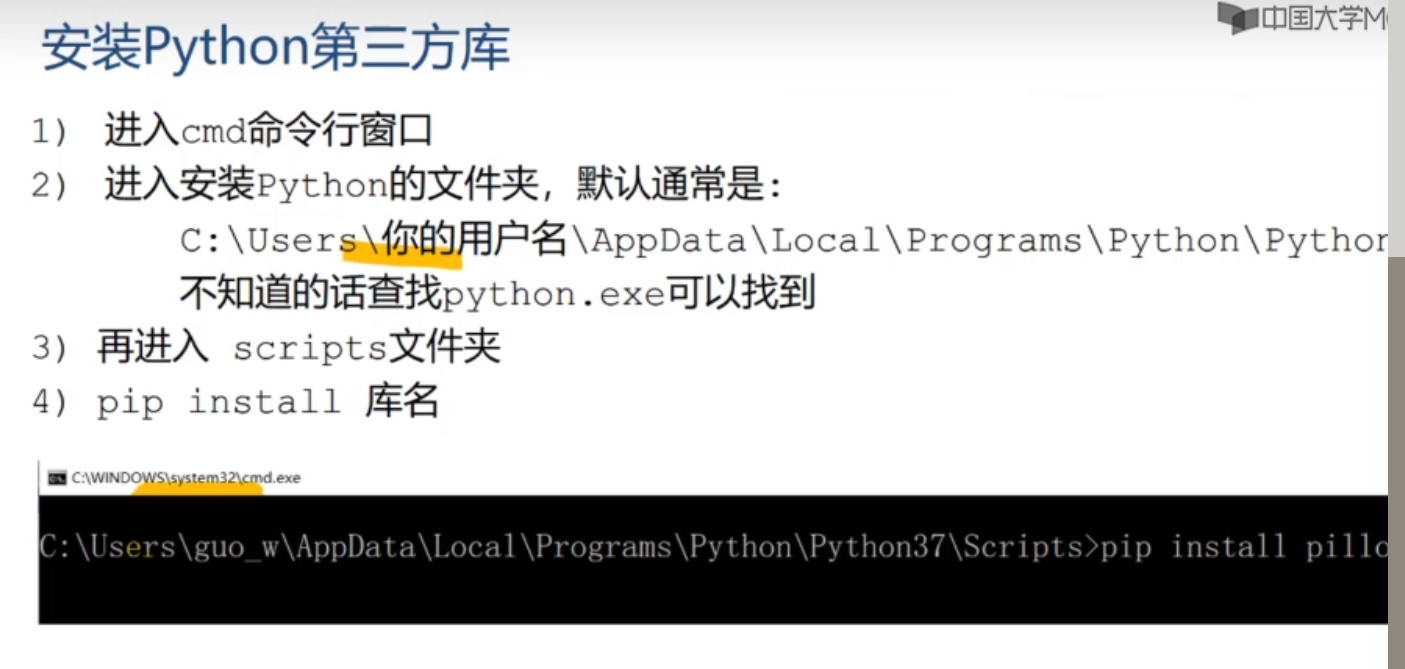 中国大学M
安装Python第三方库
1) 进入cmd命令行窗口
2) 进入安装Python的文件夹，默认通常是：
C:\Users\你的用户名\AppData\Local\Programs\Python\Python
不知道的话查找python.exe可以找到
3) 再进入 scripts文件夹
4) pip install 库名
C:\WINDOWS\system32\cmd.exe
C:\Users\guo_w\AppData\Local\Programs\Python\Python37\Scripts>pip install pillo